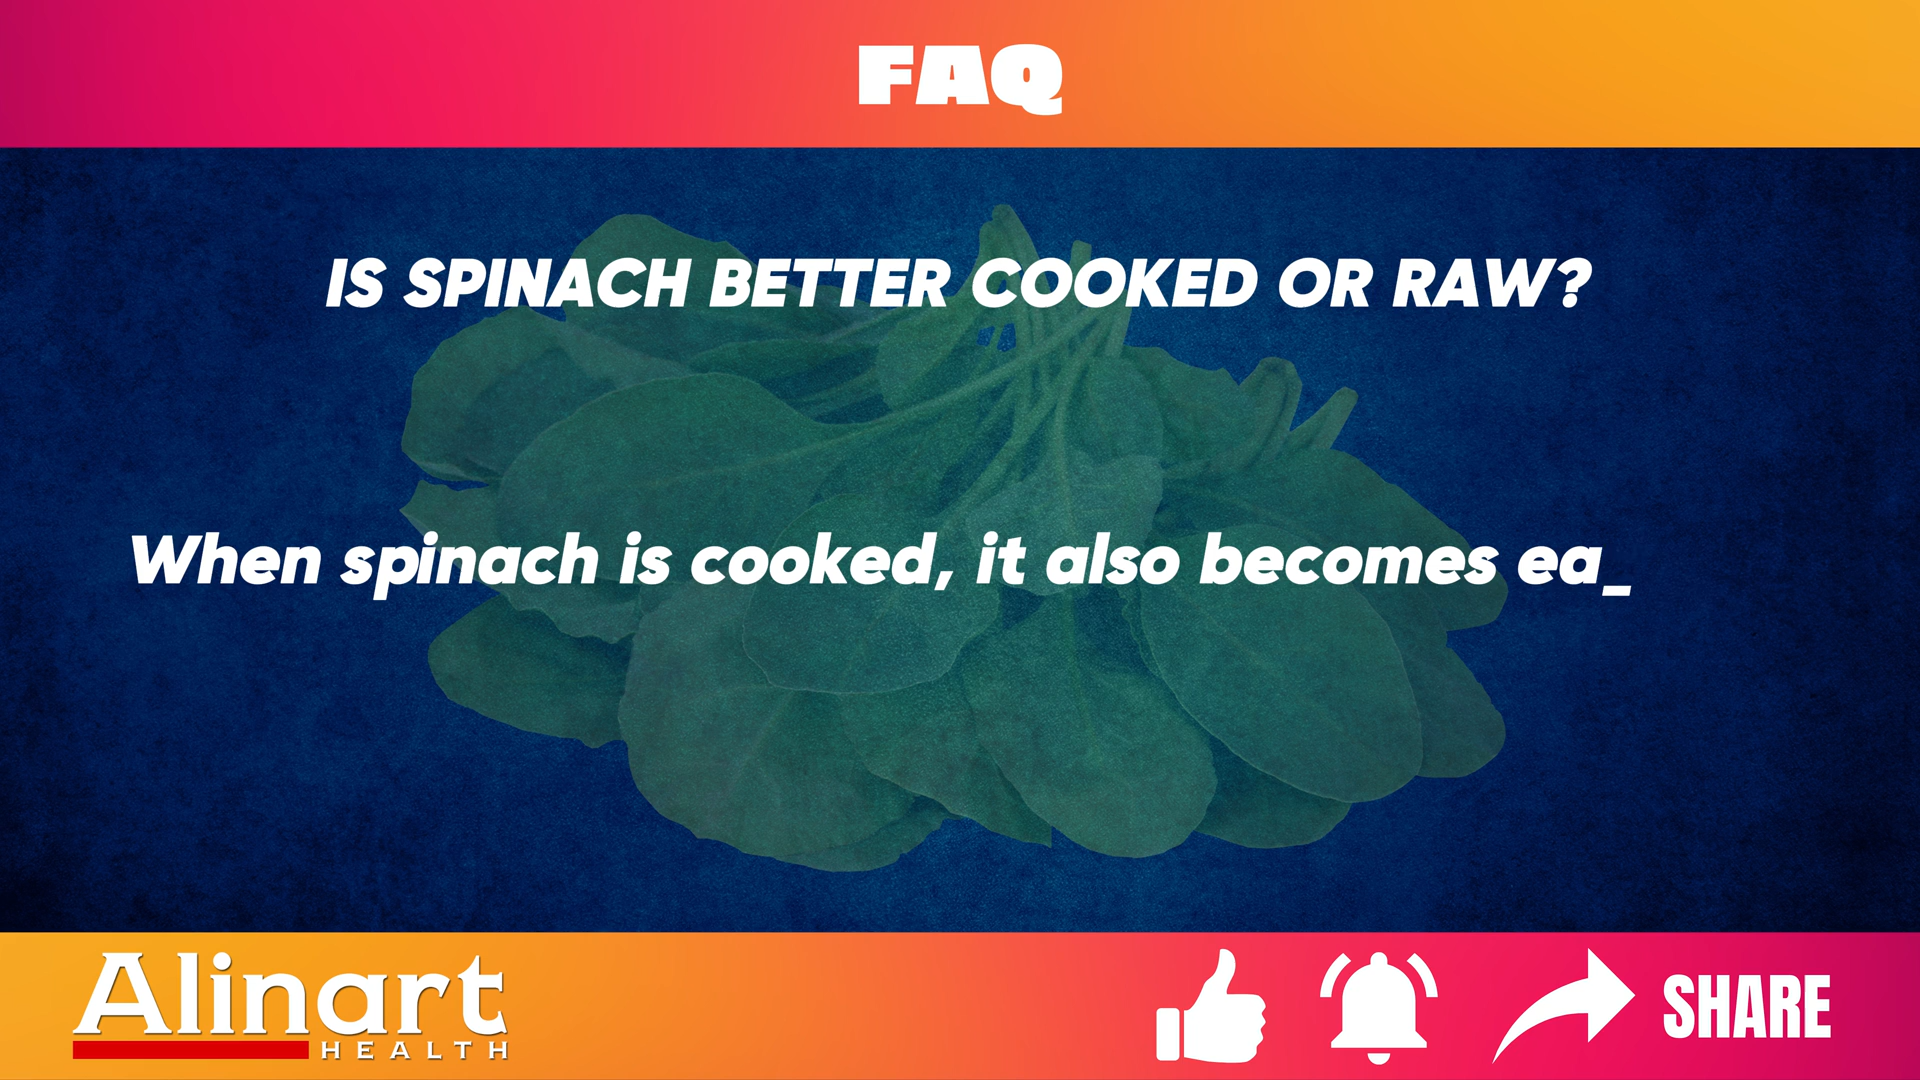 FAQ
IS SPINACH BETTER COOKED OR RAW?
When spinach is cooked, it also becomes ea_
Alinart
HEALTH
SHARE